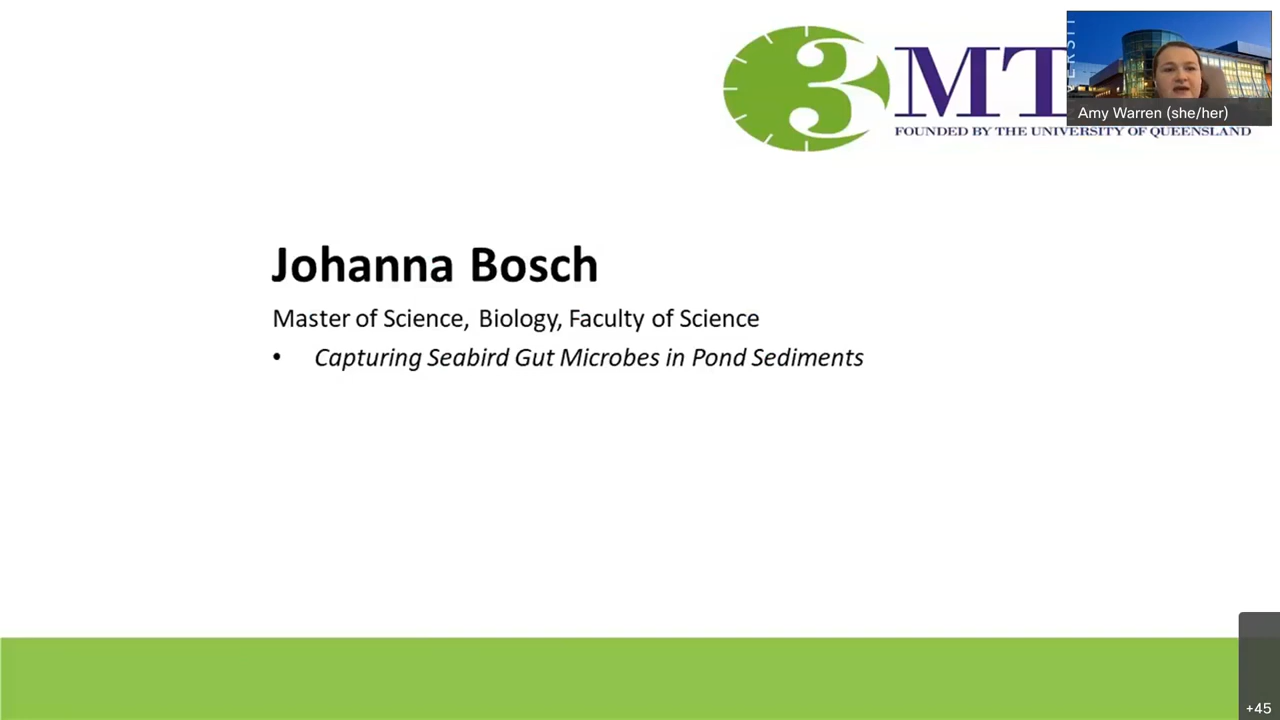 3MT
ERSIT
Amy Warren (she/her)
FOUNDED BY THE UNIVERSITY OF QUEENSLAND
Johanna Bosch
Master of Science, Biology, Faculty of Science
• Capturing Seabird Gut Microbes in Pond Sediments
+45